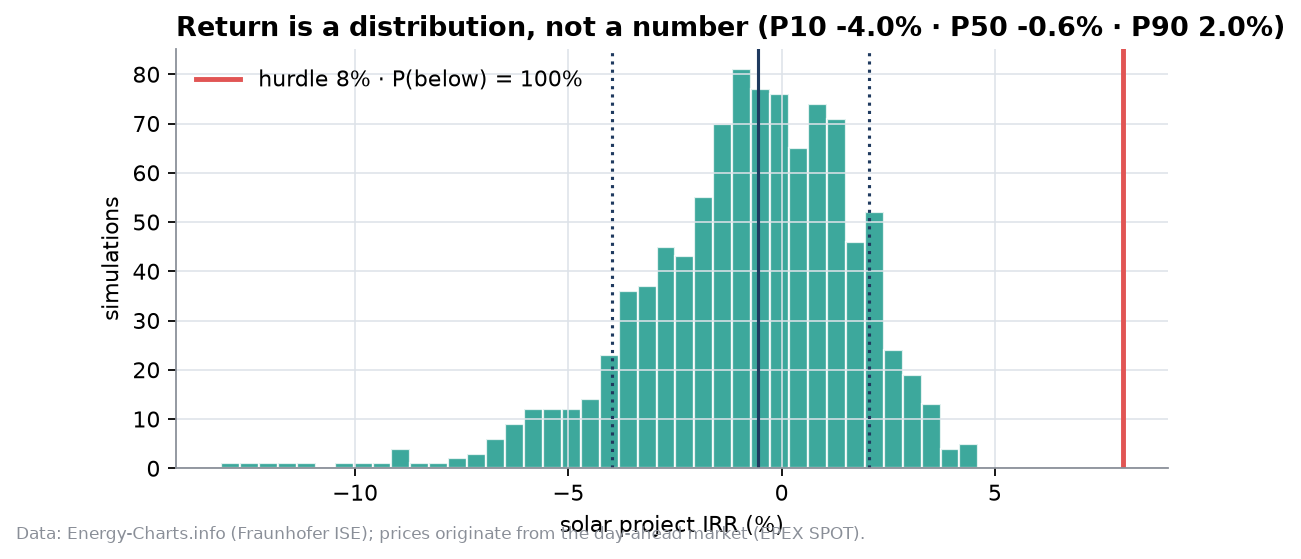 Return is a distribution, not a number (P10 -4.0% · P50 -0.6% · P90 2.0%)
hurdle 8% · P(below) = 100%
simulations
80
70
60
50
40
30
20
10
0
−10
−5
0
5
solar project IRR (%)
Data: Energy-Charts.info (Fraunhofer ISE); prices originate from the day-ahead market (EPEX SPOT).